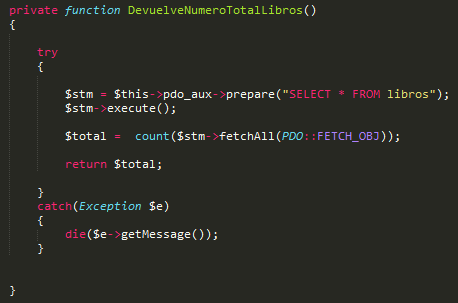 private function DevuelveNumeroTotalLibros()
{
try
{
$stm = $this->pdo_aux->prepare("SELECT * FROM libros");
$stm->execute();
$total =  count($stm->fetchAll(PDO::FETCH_OBJ));
return $total;
}
catch(Exception $e)
{
die($e->getMessage());
}
}